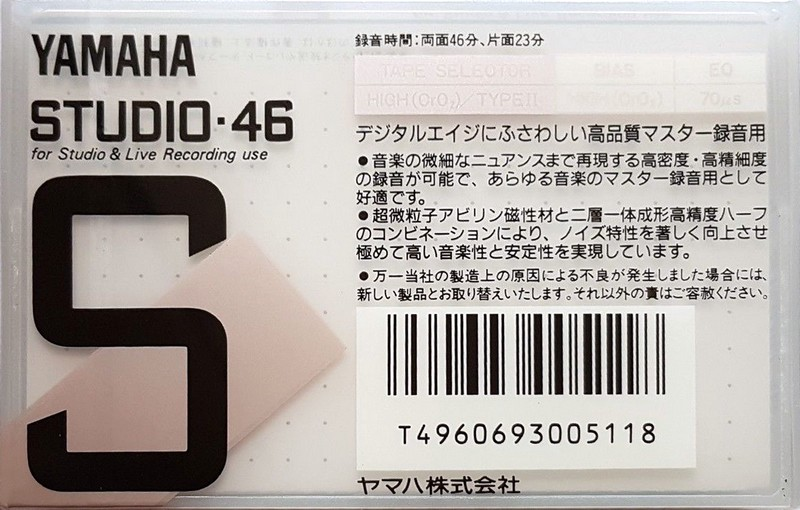 YAMAHA
STUDIO·46
for Studio & Live Recording use
S
録音時間:両面46分、片面23分
TAPE SELECTOR BIAS EQ
HIGH(CrO₂)/TYPEII HIGH(CrO₂) 70μs
デジタルエイジにふさわしい高品質マスター録音用
●音楽の微細なニュアンスまで再現する高密度・高精細度
の録音が可能で、あらゆる音楽のマスター録音用として
好適です。
●超微粒子アビリン磁性材と二層一体成形高精度ハーフ
のコンビネーションにより、ノイズ特性を著しく向上させ
極めて高い音楽性と安定性を実現しています。
●万一当社の製造上の原因による不良が発生しました場合には、
新しい製品とお取り替えいたします。それ以外の責はご容赦ください。
T4960693005118
ヤマハ株式会社